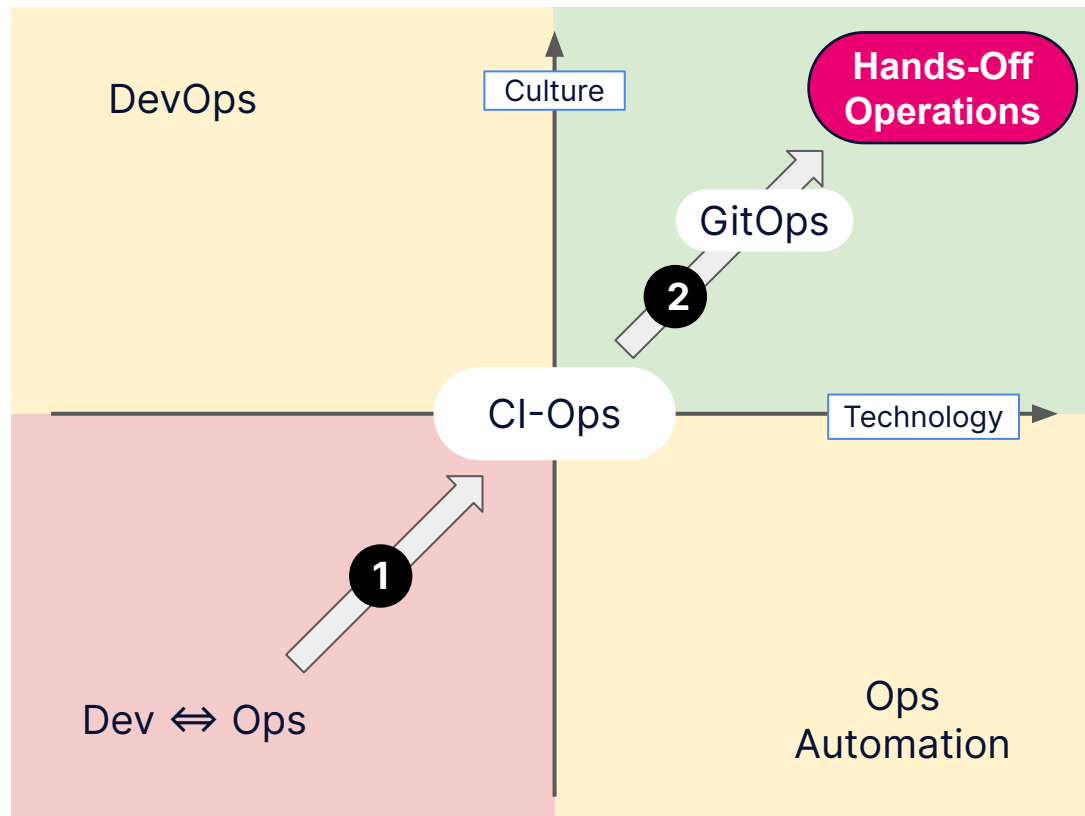 DevOps
Culture
Hands-Off
Operations
GitOps
2
CI-Ops
Technology
1
Dev ⇔ Ops
Ops
Automation